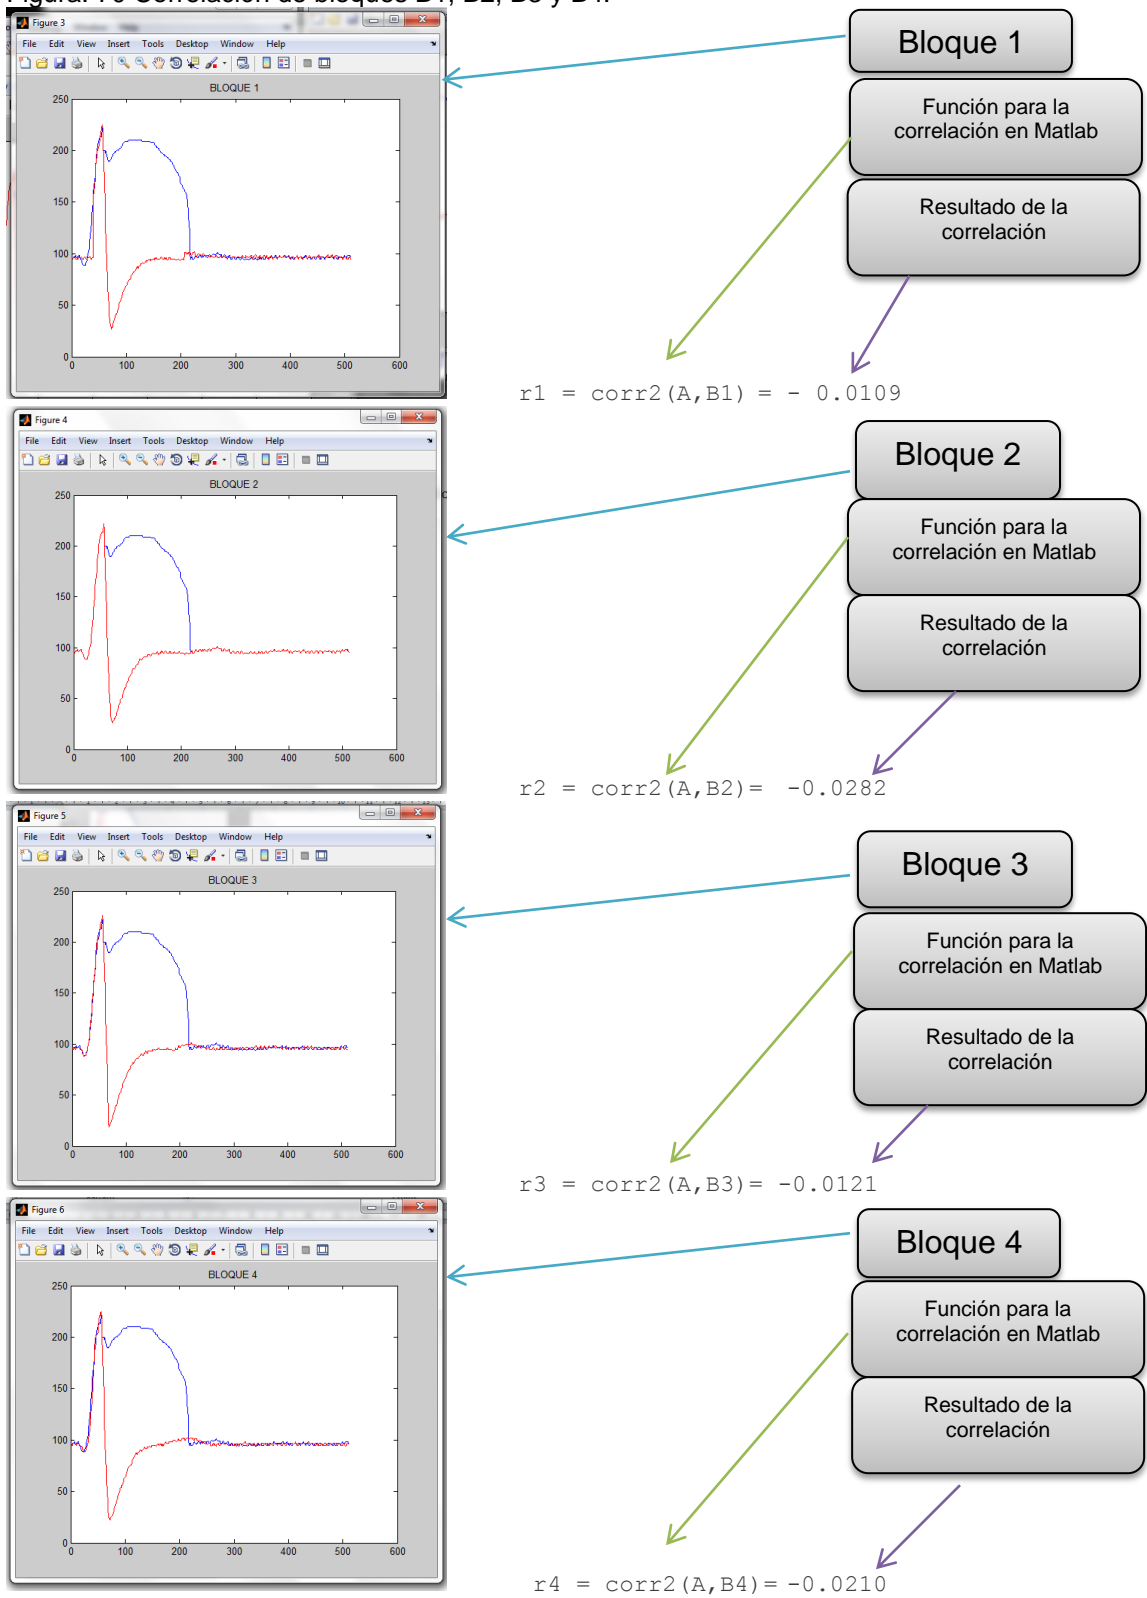 Figure 3
Bloque 1
File Edit View Insert Tools Desktop Window Help
BLOQUE 1
250
200
150
100
50
0
0 100 200 300 400 500 600
Función para la
correlación en Matlab
Resultado de la
correlación
r1 = corr2(A,B1) = - 0.0109
Figure 4
Bloque 2
File Edit View Insert Tools Desktop Window Help
BLOQUE 2
250
200
150
100
50
0
0 100 200 300 400 500 600
Función para la
correlación en Matlab
Resultado de la
correlación
r2 = corr2(A,B2)= -0.0282
Figure 5
Bloque 3
File Edit View Insert Tools Desktop Window Help
BLOQUE 3
250
200
150
100
50
0
0 100 200 300 400 500 600
Función para la
correlación en Matlab
Resultado de la
correlación
r3 = corr2(A,B3)= -0.0121
Figure 6
Bloque 4
File Edit View Insert Tools Desktop Window Help
BLOQUE 4
250
200
150
100
50
0
0 100 200 300 400 500 600
Función para la
correlación en Matlab
Resultado de la
correlación
r4 = corr2(A,B4)= -0.0210